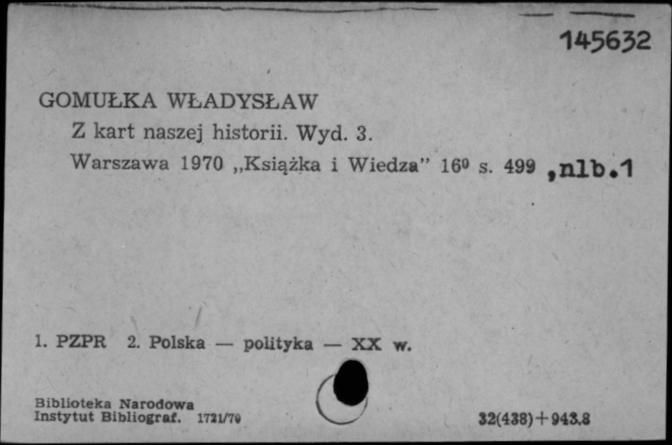 145632
GOMUŁKA WŁADYSŁAW
Z kart naszej historii. Wyd. 3.
Warszawa 1970 „Książka i Wiedza” 16⁰ s. 499 , nlb.1
1. PZPR 2. Polska — polityka — XX w.
Biblioteka Narodowa
Instytut Bibliograf. 1721/70
32(438)+943.8